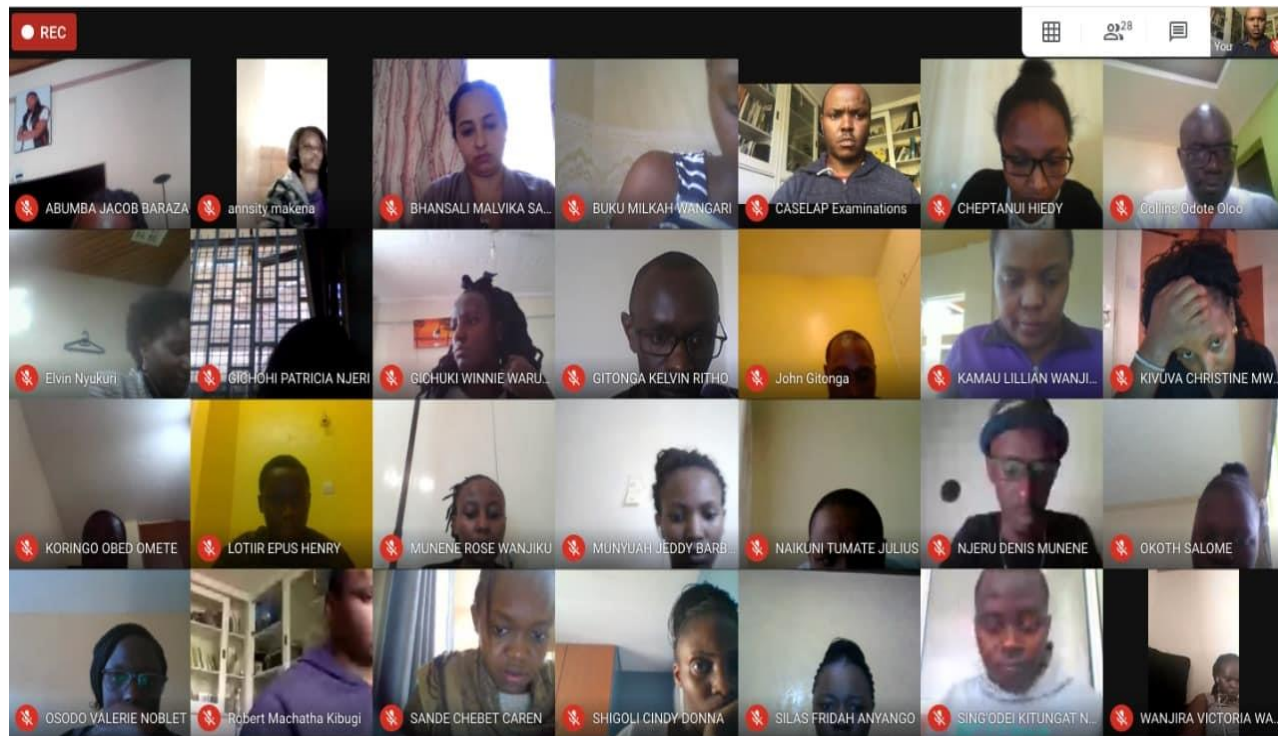 REC
28
You
ABUMBA JACOB BARAZA
annsity makena
BHANSALI MALVIKA SA...
BUKU MILKAH WANGARI
CASELAP Examinations
CHEPTANUI HIEDY
Collins Odote Oloo
Elvin Nyukuri
GICHOHI PATRICIA NJERI
GICHUKI WINNIE WARU...
GITONGA KELVIN RITHO
John Gitonga
KAMAU LILLIAN WANJI...
KIVUVA CHRISTINE MW...
KORINGO OBED OMETE
LOTIIR EPUS HENRY
MUNENE ROSE WANJIKU
MUNYUAH JEDDY BARB...
NAIKUNI TUMATE JULIUS
NJERU DENIS MUNENE
OKOTH SALOME
OSODO VALERIE NOBLET
Robert Machatha Kibugi
SANDE CHEBET CAREN
SHIGOLI CINDY DONNA
SILAS FRIDAH ANYANGO
SING'ODEI KITUNGAT N...
WANJIRA VICTORIA WA...